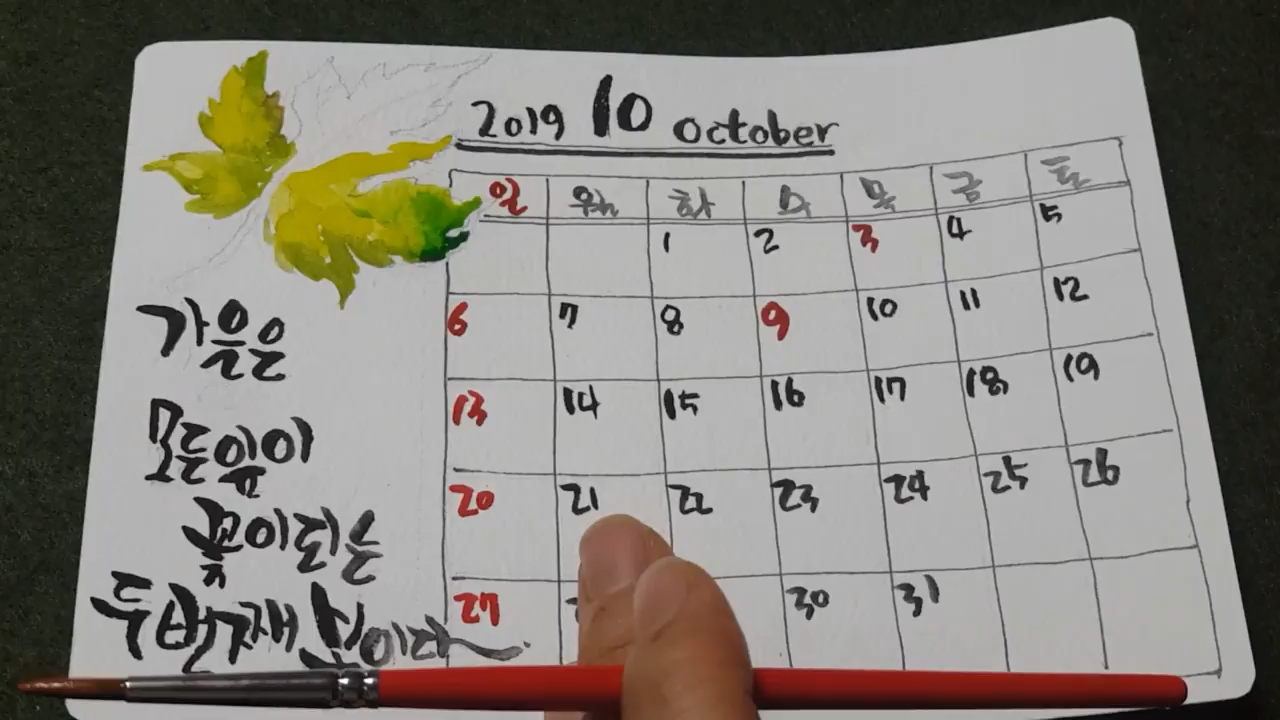 2019 10 october
일 월 화 수 목 금 토
1 2 3 4 5
6 7 8 9 10 11 12
13 14 15 16 17 18 19
20 21 22 23 24 25 26
27 30 31
가을은
모든잎이
꽃이되는
두번째 봄이다